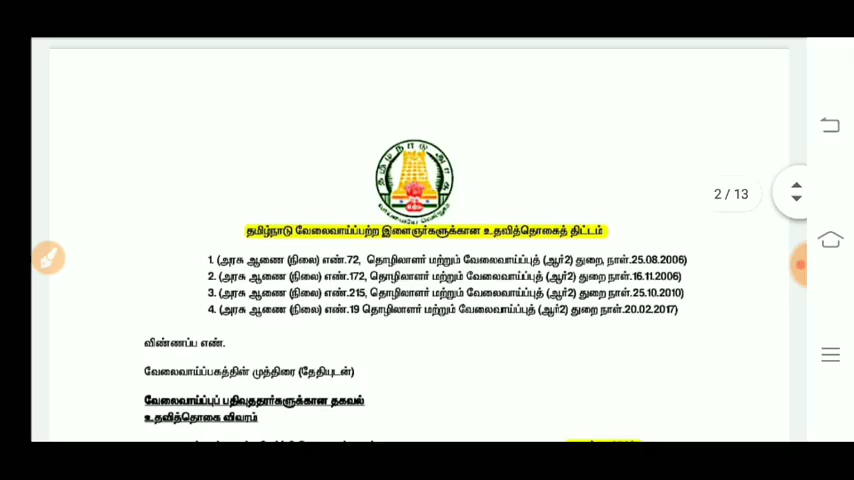 தமிழ்நாடு வேலைவாய்ப்பற்ற இளைஞர்களுக்கான உதவித்தொகைத் திட்டம்
1. (அரசு ஆணை (நிலை) எண்.72, தொழிலாளர் மற்றும் வேலைவாய்ப்புத் (ஆர்2) துறை, நாள்.25.08.2006)
2. (அரசு ஆணை (நிலை) எண்.172, தொழிலாளர் மற்றும் வேலைவாய்ப்புத் (ஆர்2) துறை நாள்.16.11.2006)
3. (அரசு ஆணை (நிலை) எண்.215, தொழிலாளர் மற்றும் வேலைவாய்ப்புத் (ஆர்2) துறை நாள்.25.10.2010)
4. (அரசு ஆணை (நிலை) எண்.19 தொழிலாளர் மற்றும் வேலைவாய்ப்புத் (ஆர்2) துறை நாள்.20.02.2017)
2 / 13
விண்ணப்ப எண்.
வேலைவாய்ப்பகத்தின் முத்திரை (தேதியுடன்)
வேலைவாய்ப்புப் பதிவுதாரர்களுக்கான தகவல்
உதவித்தொகை விவரம்